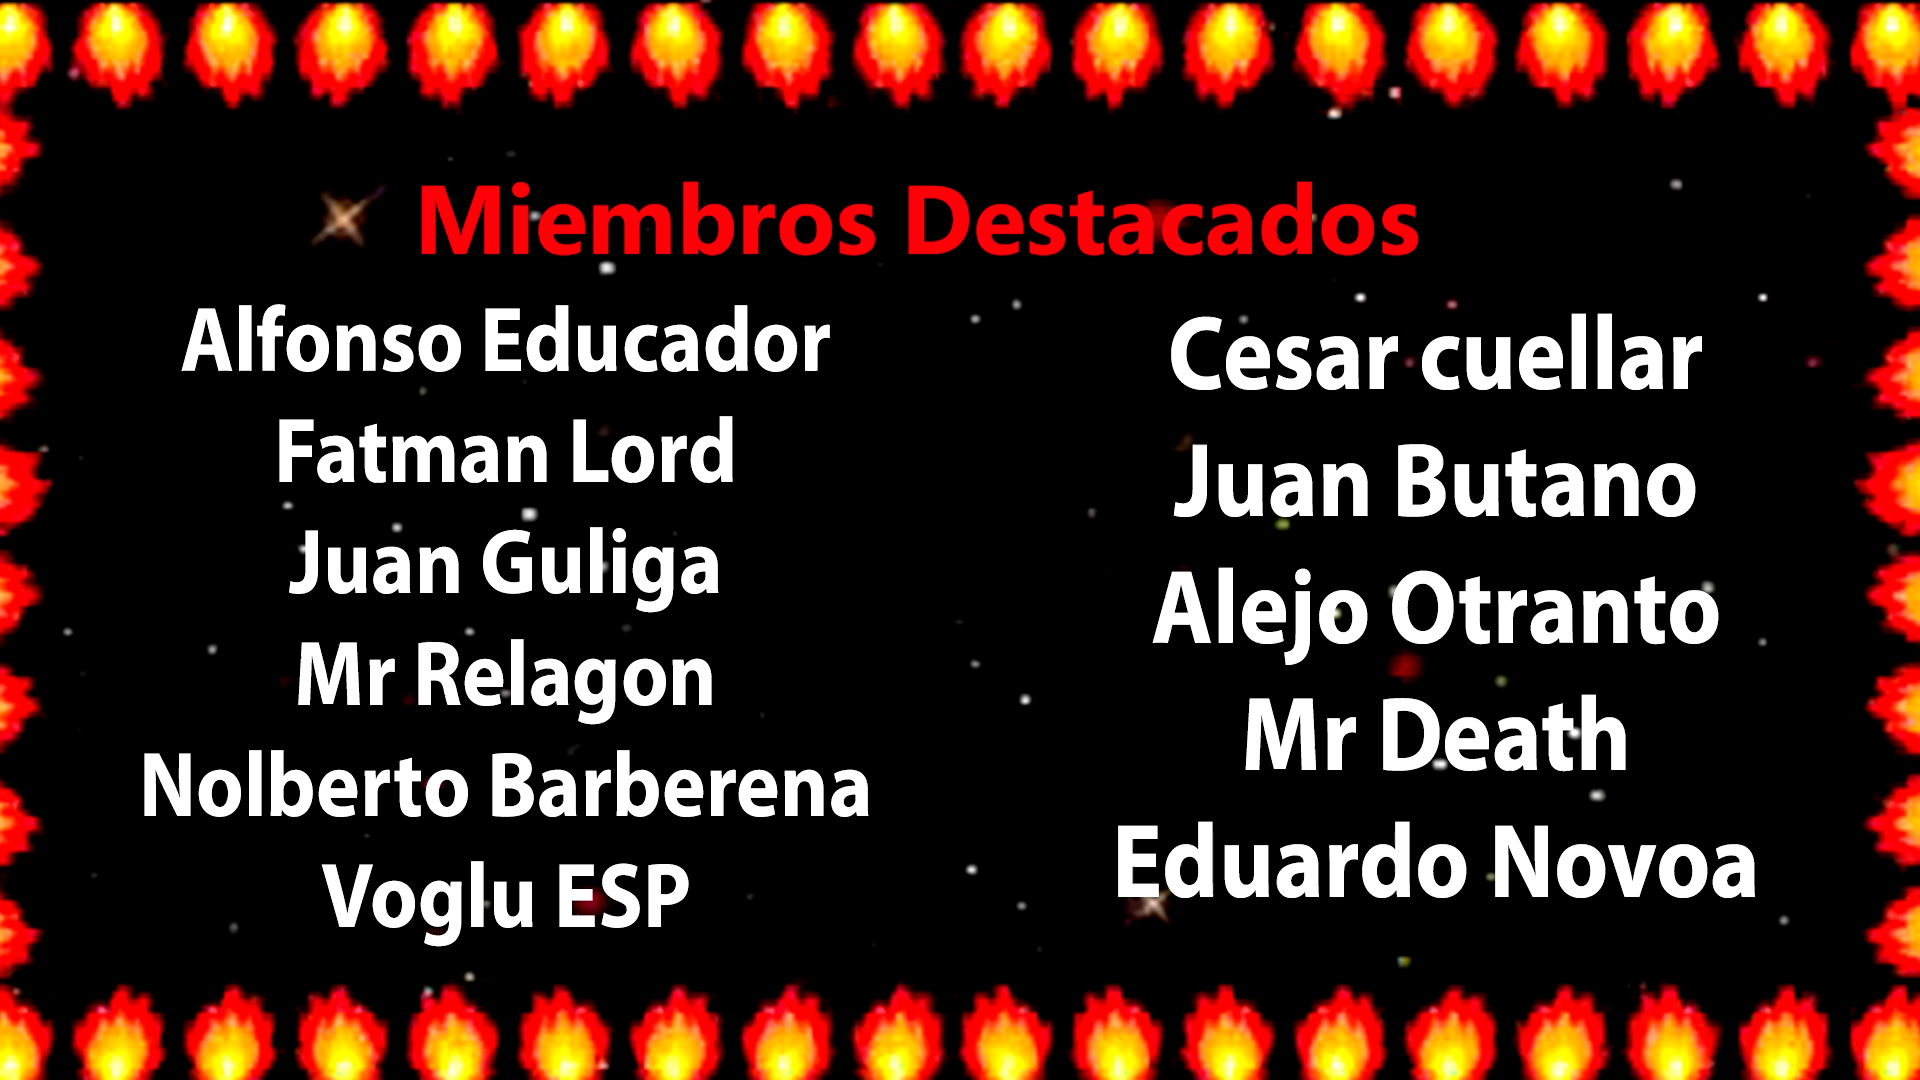 Miembros Destacados
Alfonso Educador
Fatman Lord
Juan Guliga
Mr Relagon
Nolberto Barberena
Voglu ESP
Cesar cuellar
Juan Butano
Alejo Otranto
Mr Death
Eduardo Novoa